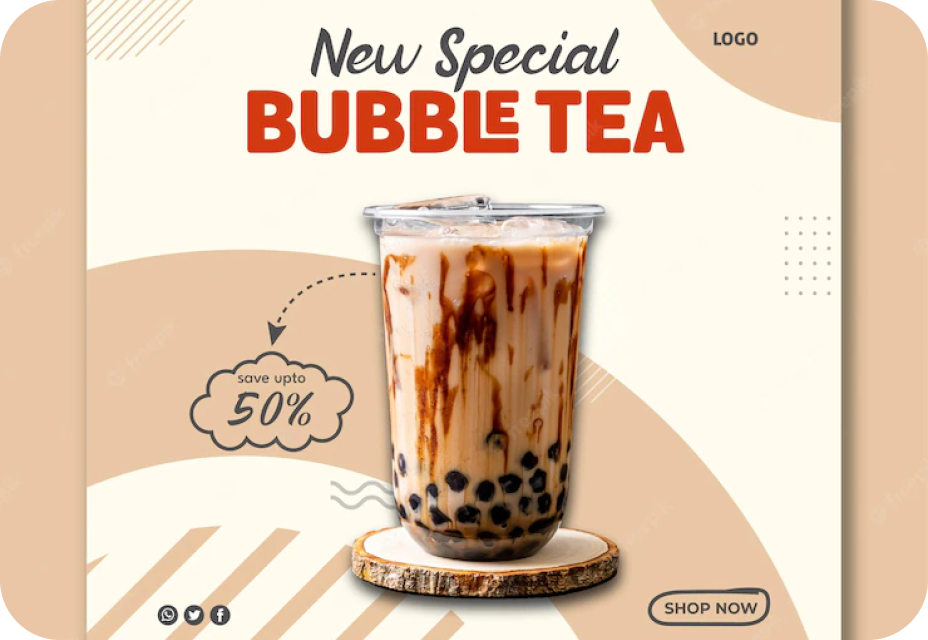 New Special
LOGO
BUBBLE TEA
save upto
50%
SHOP NOW